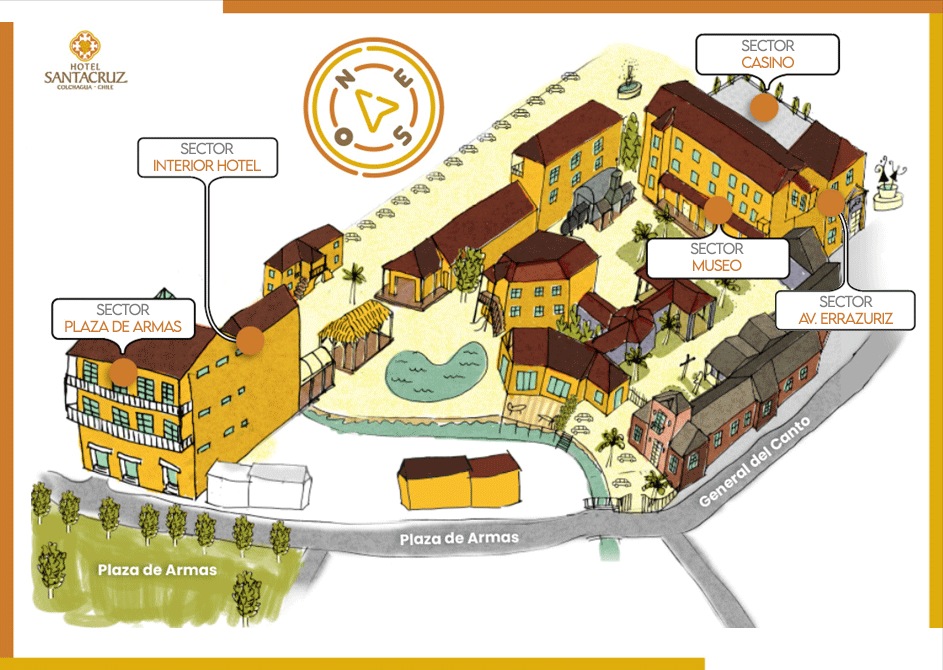 HOTEL
SANTACRUZ
COLCHAGUA - CHILE
N
E
S
O
SECTOR
CASINO
SECTOR
INTERIOR HOTEL
SECTOR
MUSEO
SECTOR
PLAZA DE ARMAS
SECTOR
AV. ERRAZURIZ
General del Canto
Plaza de Armas
Plaza de Armas